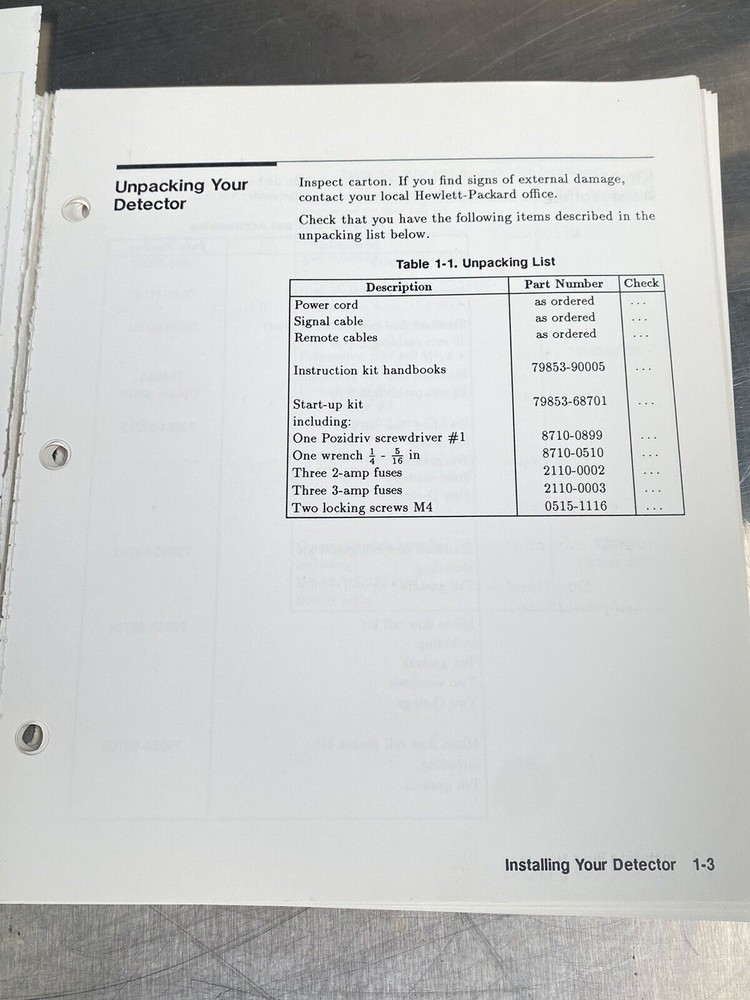 Unpacking Your
Detector
Inspect carton. If you find signs of external damage,
contact your local Hewlett-Packard office.
Check that you have the following items described in the
unpacking list below.
Table 1-1. Unpacking List
Description Part Number Check
Power cord as ordered ...
Signal cable as ordered ...
Remote cables as ordered ...
Instruction kit handbooks 79853-90005 ...
Start-up kit 79853-68701 ...
including:
One Pozidriv screwdriver #1 8710-0899 ...
One wrench 1/4 - 5/16 in 8710-0510 ...
Three 2-amp fuses 2110-0002 ...
Three 3-amp fuses 2110-0003 ...
Two locking screws M4 0515-1116 ...
Installing Your Detector 1-3